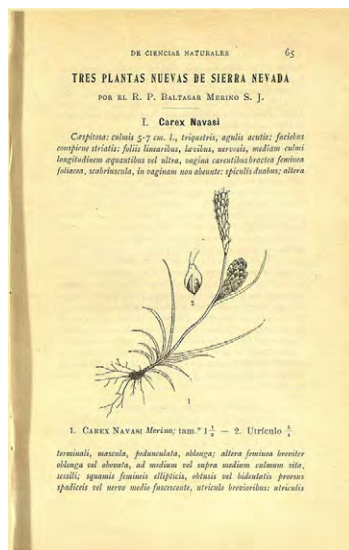 DE CIENCIAS NATURALES 65
TRES PLANTAS NUEVAS DE SIERRA NEVADA
POR EL R. P. BALTASAR MERINO S. J.
I. Carex Navasi
Cæspitosa: culmis 5-7 cm. l., triquetris, agulis acutis; faciebus
conspicue striatis: foliis linearibus, lævibus, nervosis, mediam culmi
longitudinem æquantibus vel ultra, vagina carentibus bractea feminea
foliacea, scabriuscula, in vaginam non abeunte: spiculis duabus; altera
2
1
1. CAREX NAVASI Merino; tam.º 1 — 2. Utrículo
terminali, mascula, pedunculata, oblonga; altera feminea breviter
oblonga vel obovata, ad medium vel supra medium culmum sita,
sessili; squamis femineis ellipticis, obtusis vel bidentatis prorsus
spadiceis vel nervo medio fuscescente, utriculo brevioribus: utriculis